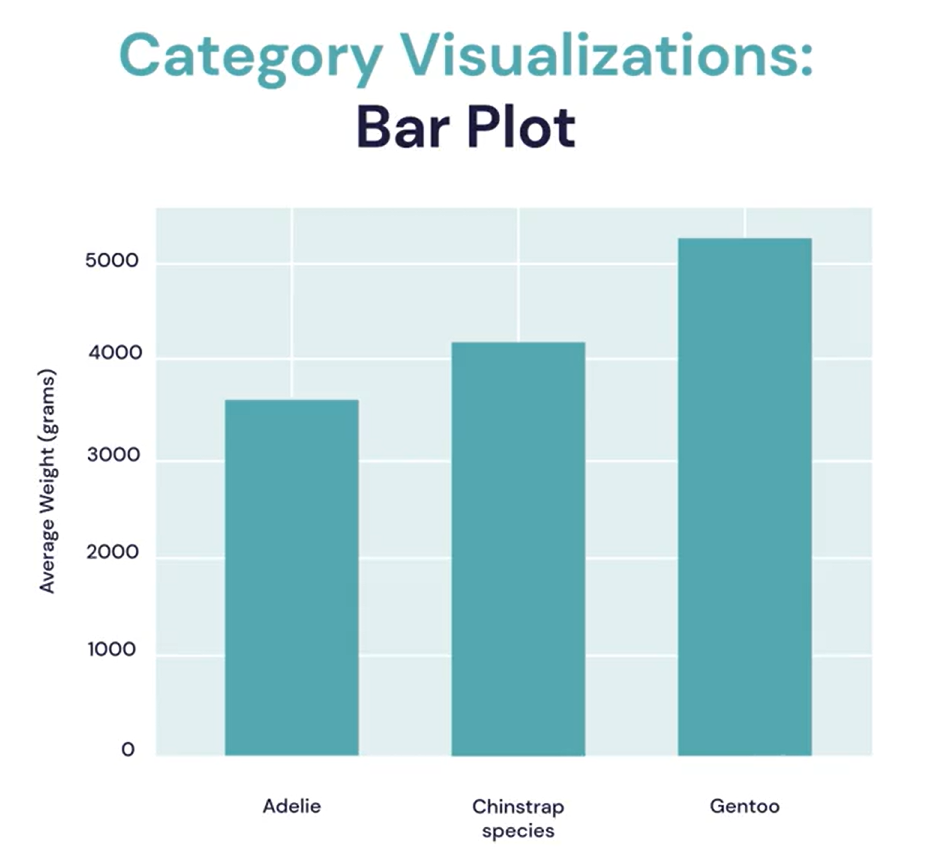 Category Visualizations:
Bar Plot
5000
4000
3000
2000
1000
0
Average Weight (grams)
Adelie
Chinstrap
species
Gentoo